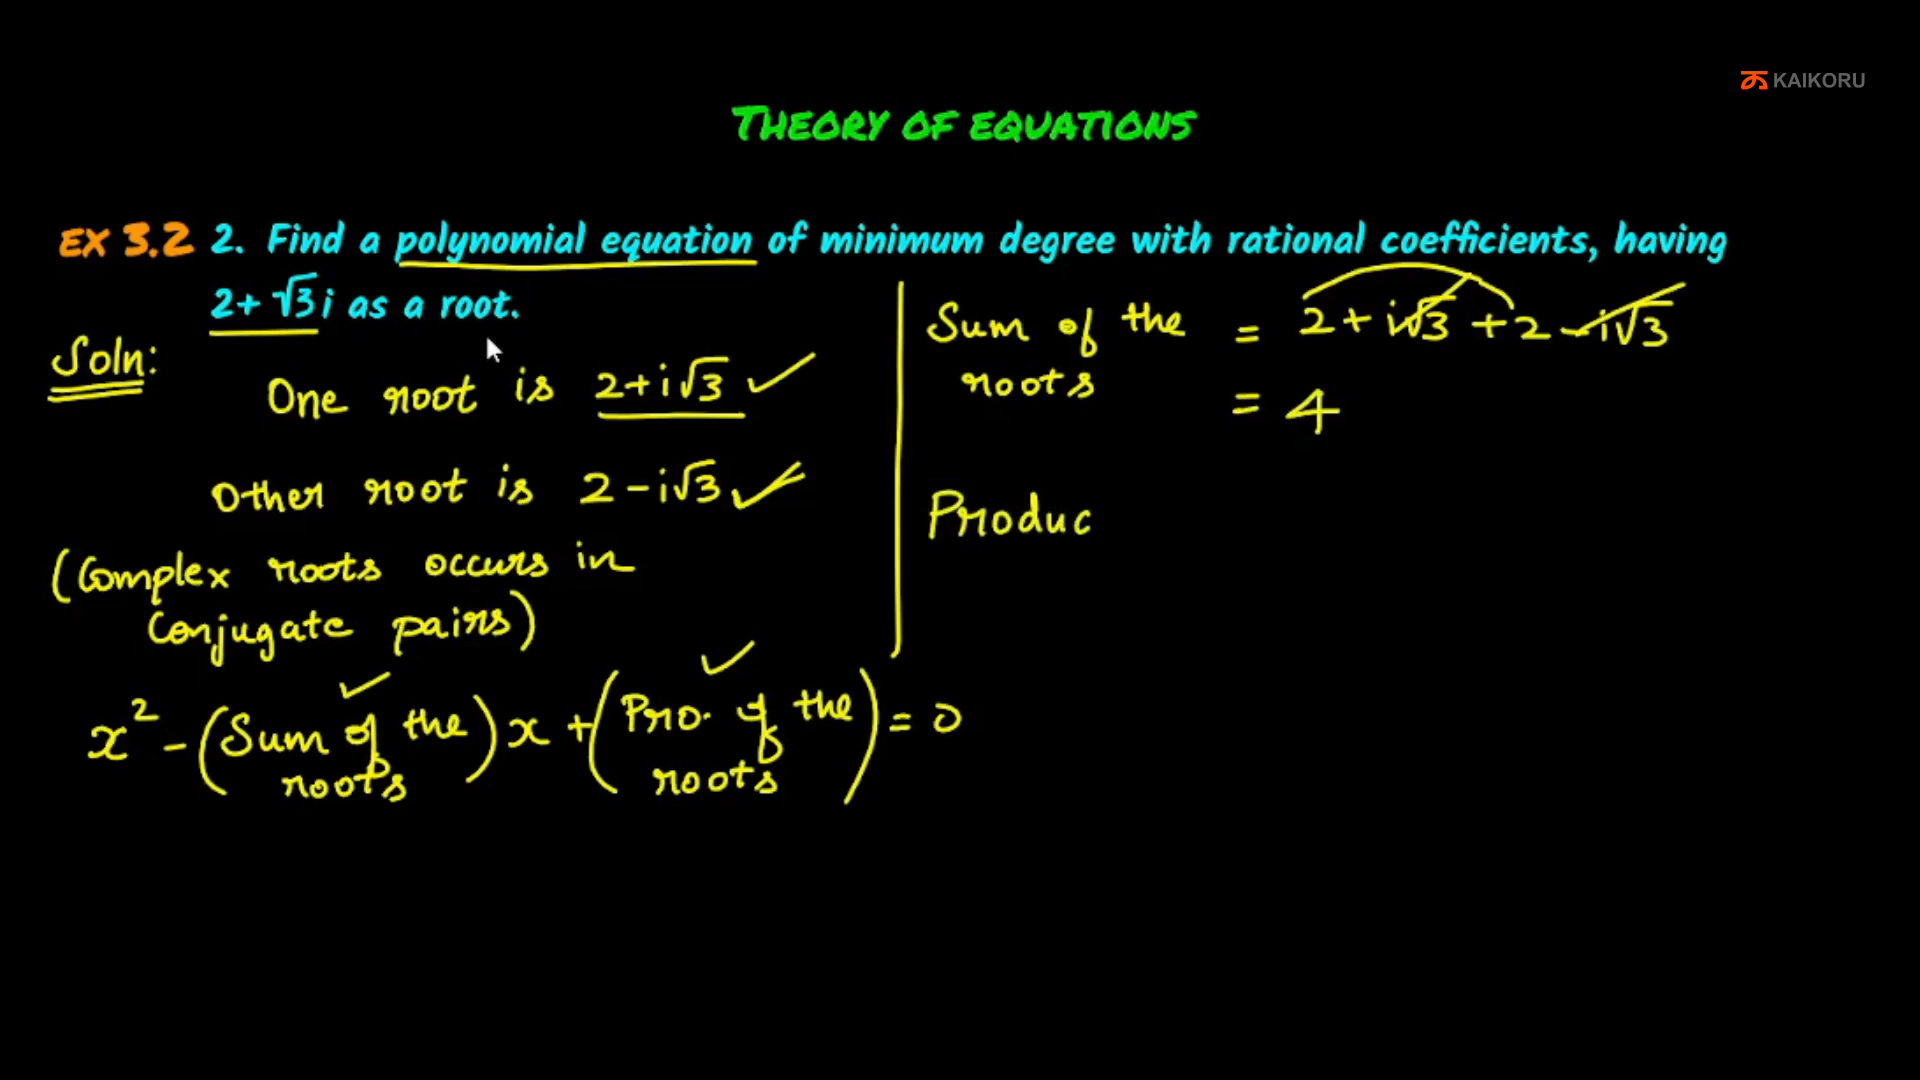 KAIKORU
THEORY OF EQUATIONS
EX 3.2 2. Find a polynomial equation of minimum degree with rational coefficients, having
2+ √3 i as a root.
Soln:
One root is 2+i√3 ✓
Other root is 2-i√3 ✓
(Complex roots occurs in
Conjugate pairs)
x² - (Sum of the roots) x + (Pro. of the roots) = 0
Sum of the roots = 2+i√3 +2-i√3
= 4
Produc